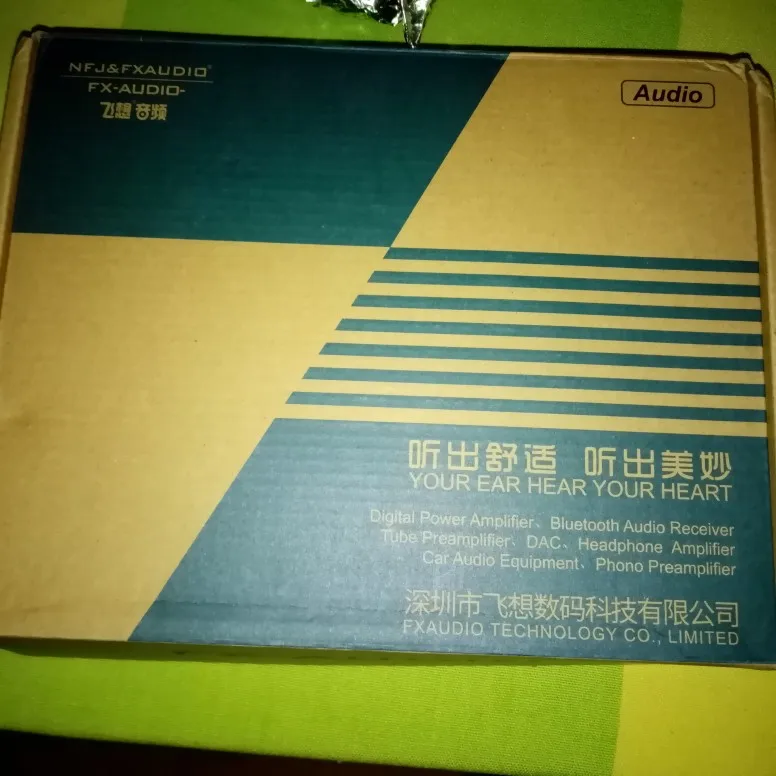 NFJ&FXAUDIO®
FX-AUDIO-
飞想 音频
Audio
听出舒适 听出美妙
YOUR EAR HEAR YOUR HEART
Digital Power Amplifier、Bluetooth Audio Receiver
Tube Preamplifier、DAC、Headphone Amplifier
Car Audio Equipment、Phono Preamplifier
深圳市飞想数码科技有限公司
FXAUDIO TECHNOLOGY CO., LIMITED